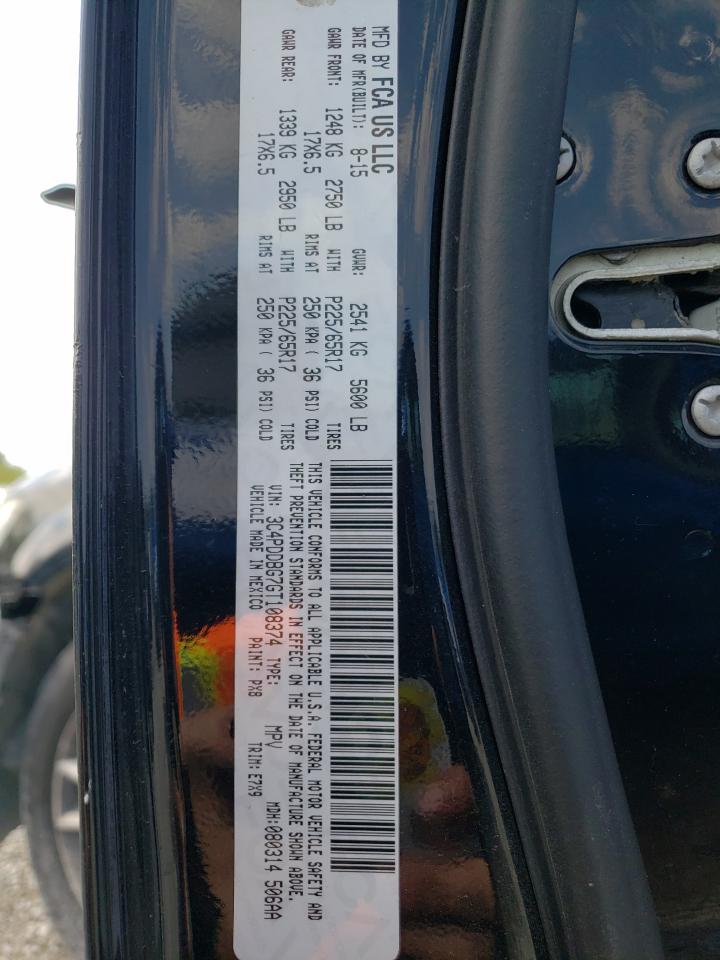 MFD BY FCA US LLC
DATE OF MFR(BUILT): 8-15 GVWR: 2541 KG 5600 LB
GAWR FRONT: 1248 KG 2750 LB WITH P225/65R17 TIRES
17X6.5 RIMS AT 250 KPA ( 36 PSI) COLD
GAWR REAR: 1339 KG 2950 LB WITH P225/65R17 TIRES
17X6.5 RIMS AT 250 KPA ( 36 PSI) COLD
THIS VEHICLE CONFORMS TO ALL APPLICABLE U.S.A. FEDERAL MOTOR VEHICLE SAFETY AND
THEFT PREVENTION STANDARDS IN EFFECT ON THE DATE OF MANUFACTURE SHOWN ABOVE.
VIN: 3C4PDDBG7GT108374 TYPE: MPV MDH:080314 506AA
VEHICLE MADE IN MEXICO PAINT: PX8 TRIM: E7X9